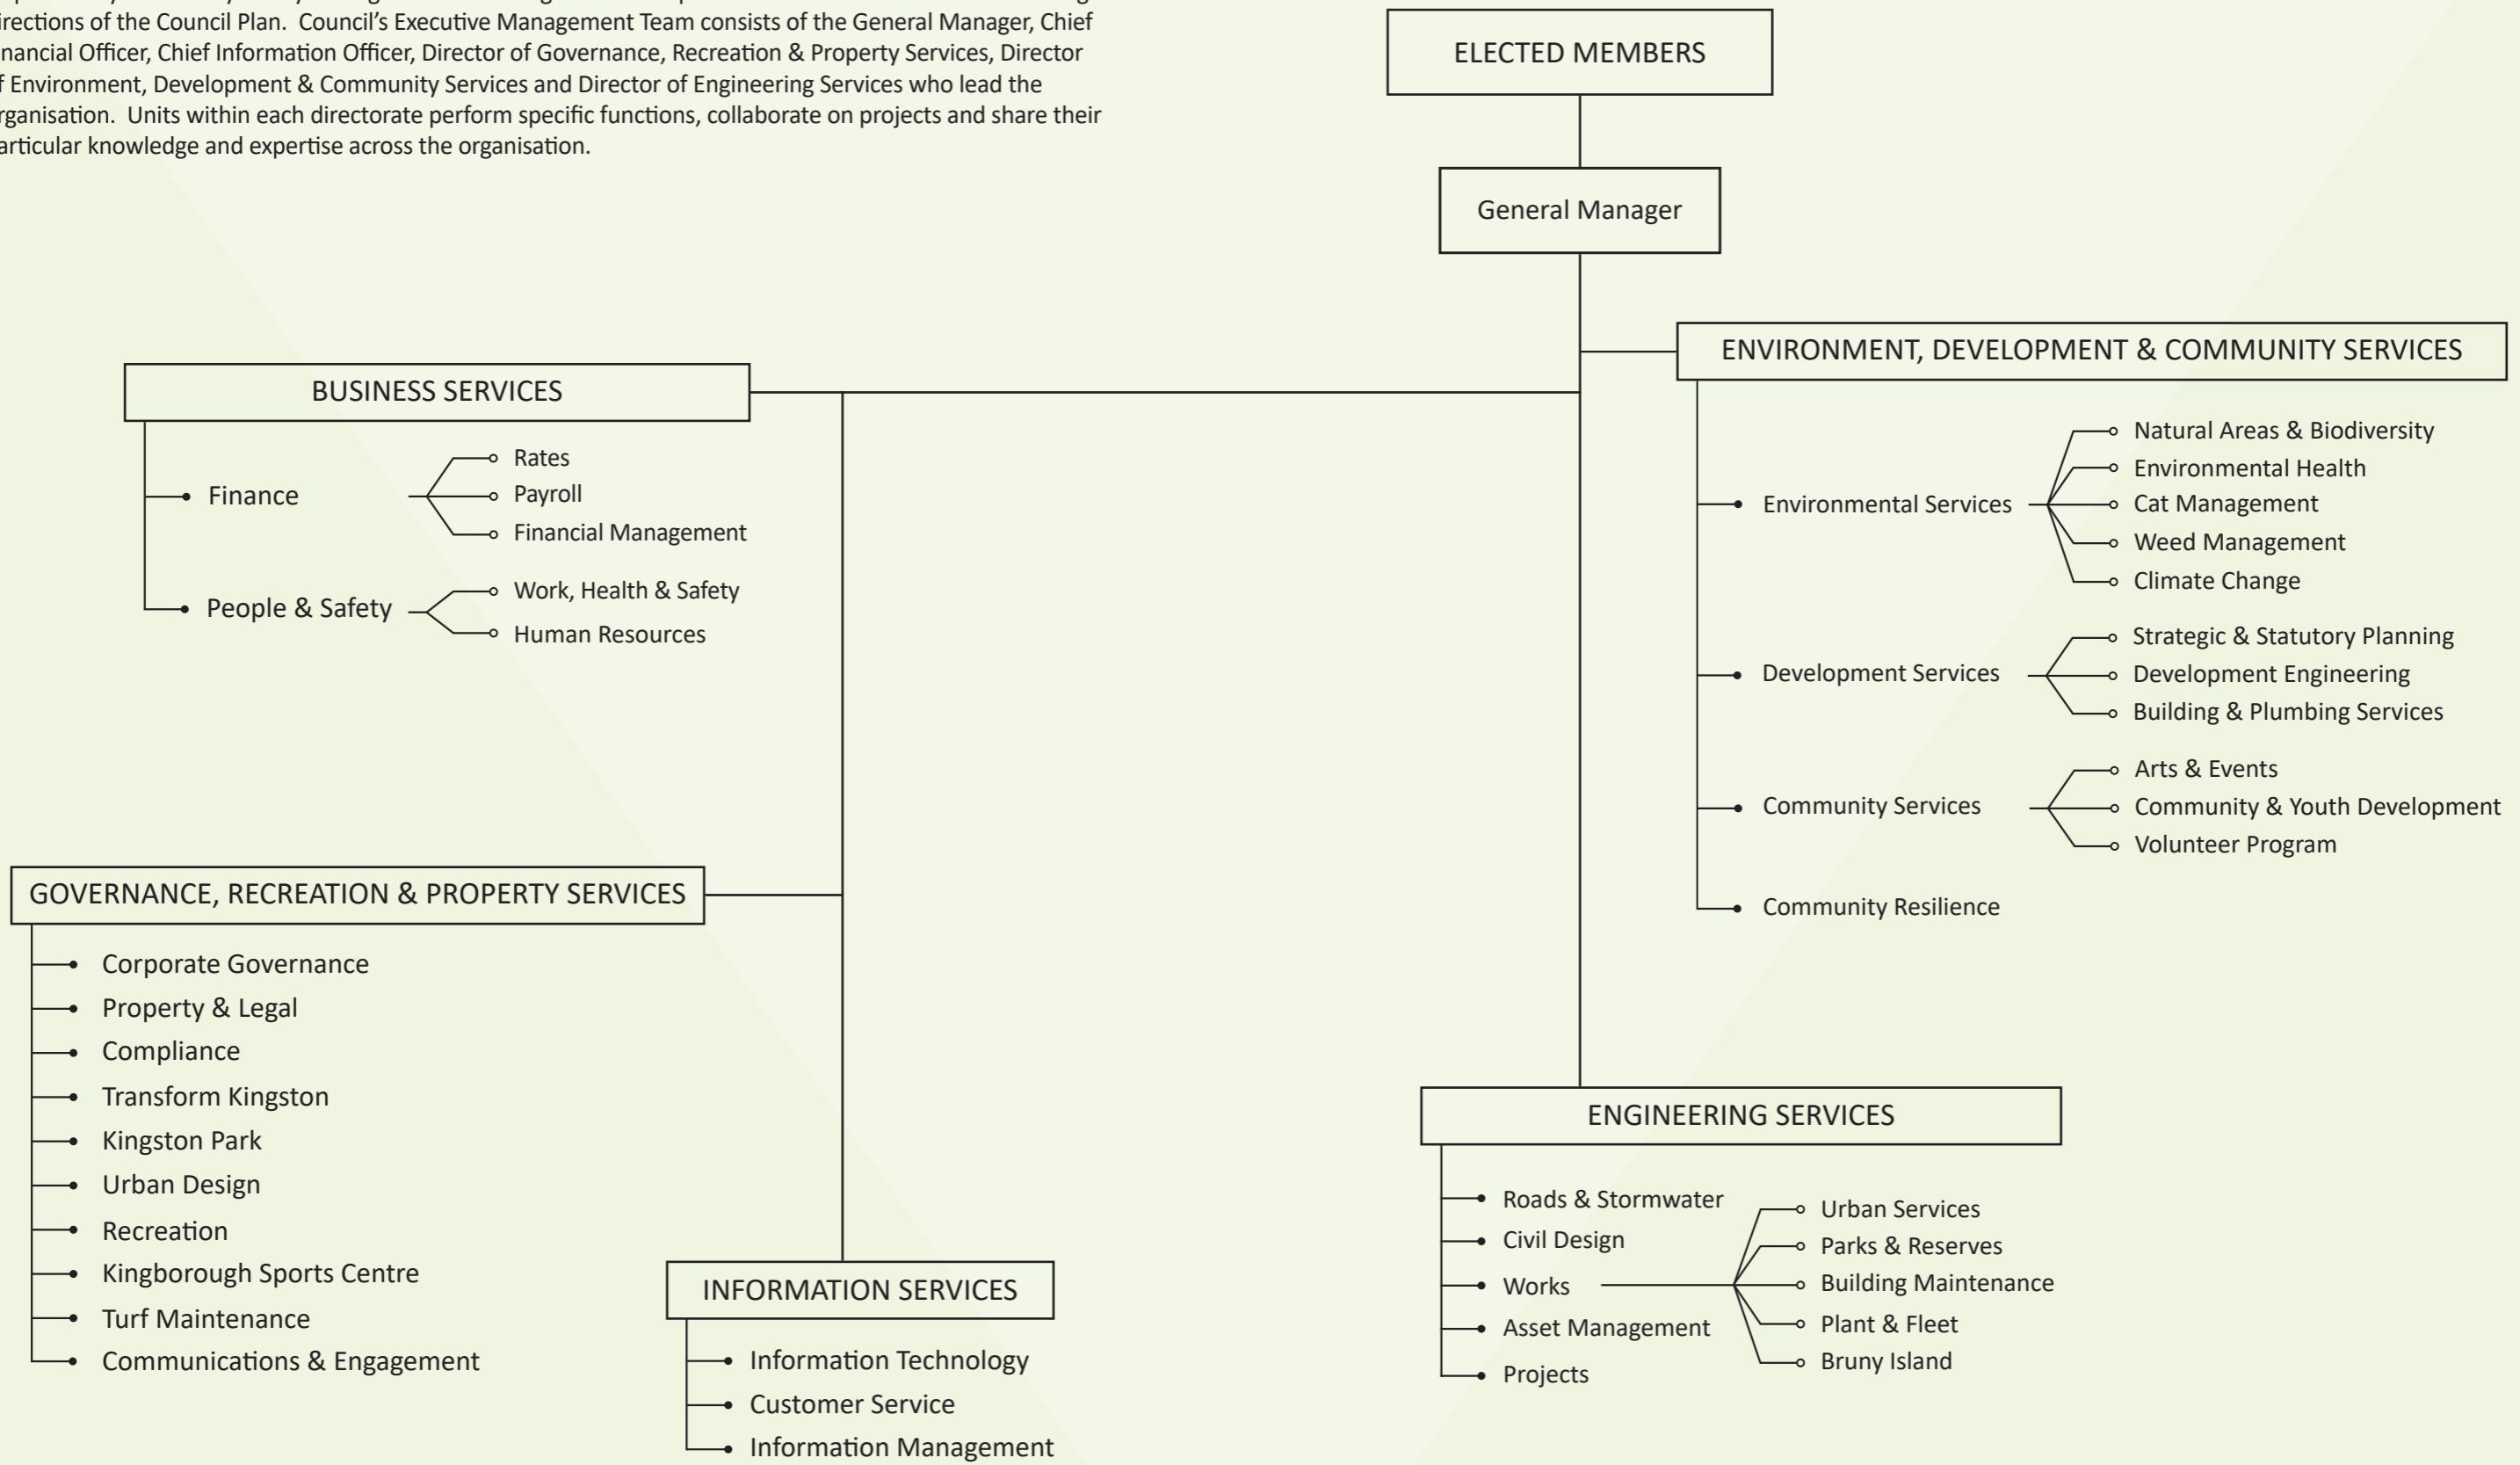 directions of the Council Plan. Council's Executive Management Team consists of the General Manager, Chief
Financial Officer, Chief Information Officer, Director of Governance, Recreation & Property Services, Director
of Environment, Development & Community Services and Director of Engineering Services who lead the
organisation. Units within each directorate perform specific functions, collaborate on projects and share their
particular knowledge and expertise across the organisation.
ELECTED MEMBERS
General Manager
BUSINESS SERVICES
Finance
Rates
Payroll
Financial Management
People & Safety
Work, Health & Safety
Human Resources
ENVIRONMENT, DEVELOPMENT & COMMUNITY SERVICES
Environmental Services
Natural Areas & Biodiversity
Environmental Health
Cat Management
Weed Management
Climate Change
Development Services
Strategic & Statutory Planning
Development Engineering
Building & Plumbing Services
Community Services
Arts & Events
Community & Youth Development
Volunteer Program
Community Resilience
GOVERNANCE, RECREATION & PROPERTY SERVICES
Corporate Governance
Property & Legal
Compliance
Transform Kingston
Kingston Park
Urban Design
Recreation
Kingborough Sports Centre
Turf Maintenance
Communications & Engagement
INFORMATION SERVICES
Information Technology
Customer Service
Information Management
ENGINEERING SERVICES
Roads & Stormwater
Civil Design
Works
Urban Services
Parks & Reserves
Building Maintenance
Plant & Fleet
Bruny Island
Asset Management
Projects